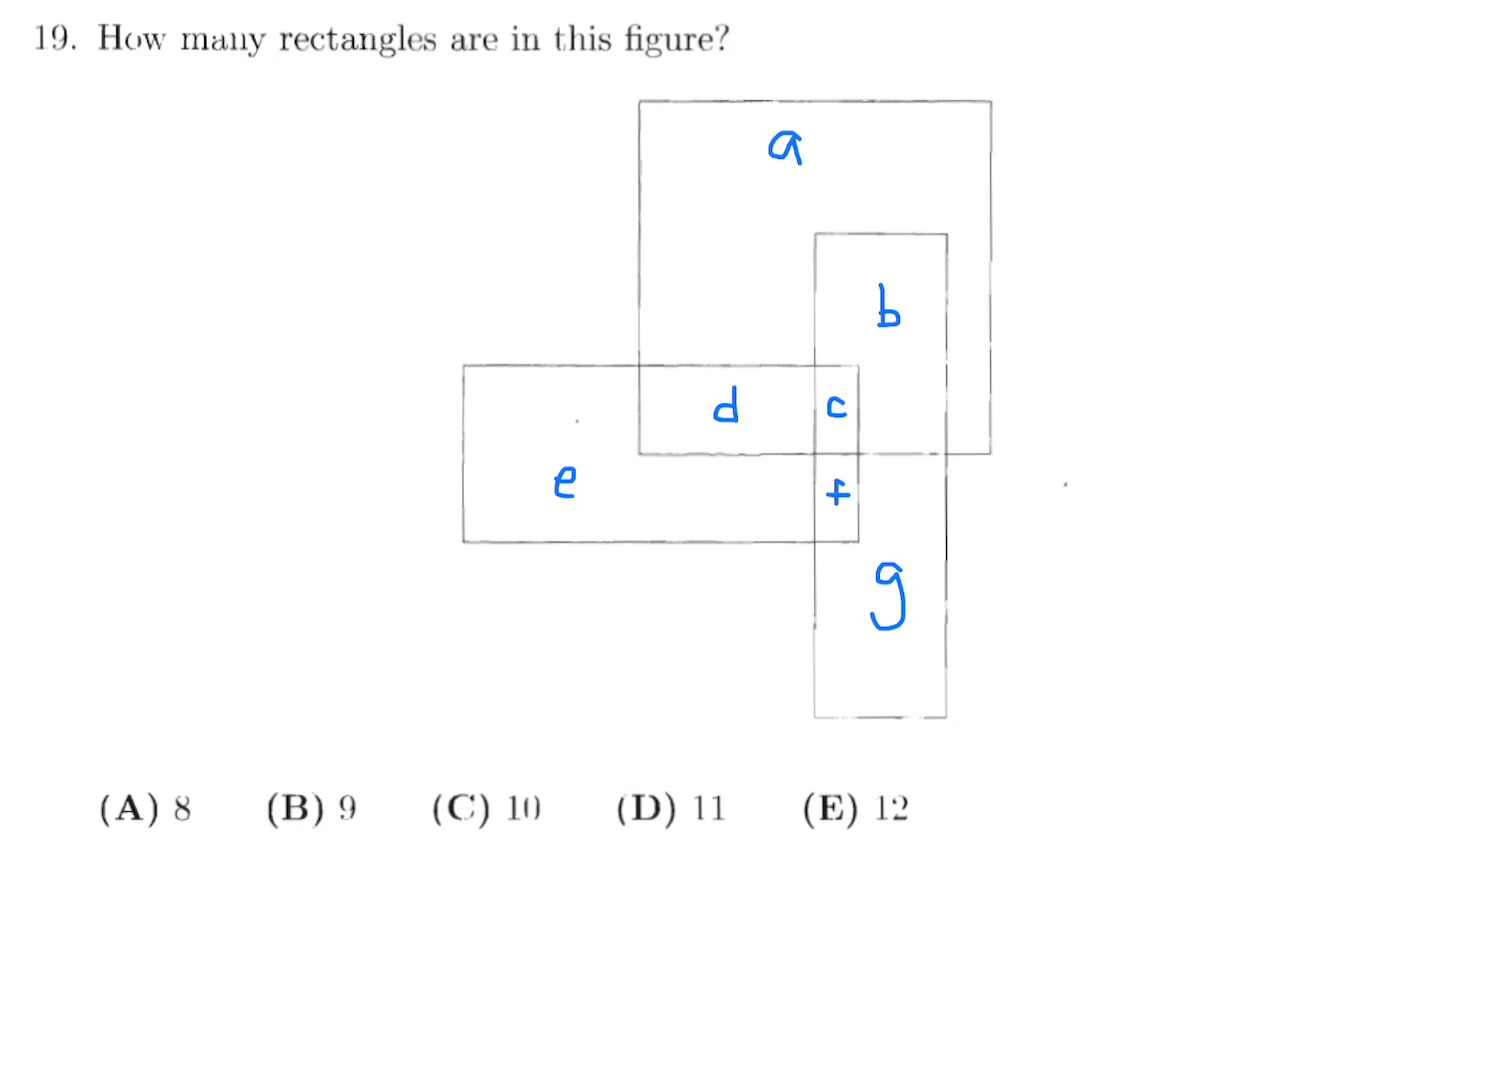 19. How many rectangles are in this figure?
a
b
d c
e f
g
(A) 8 (B) 9 (C) 10 (D) 11 (E) 12